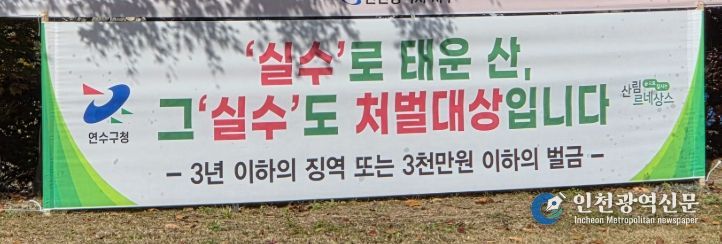 '실수'로 태운 산,
그 '실수'도 처벌대상입니다
- 3년 이하의 징역 또는 3천만원 이하의 벌금 -
연수구청
산림
르네상스
인천광역신문
Incheon Metropolitan newspaper